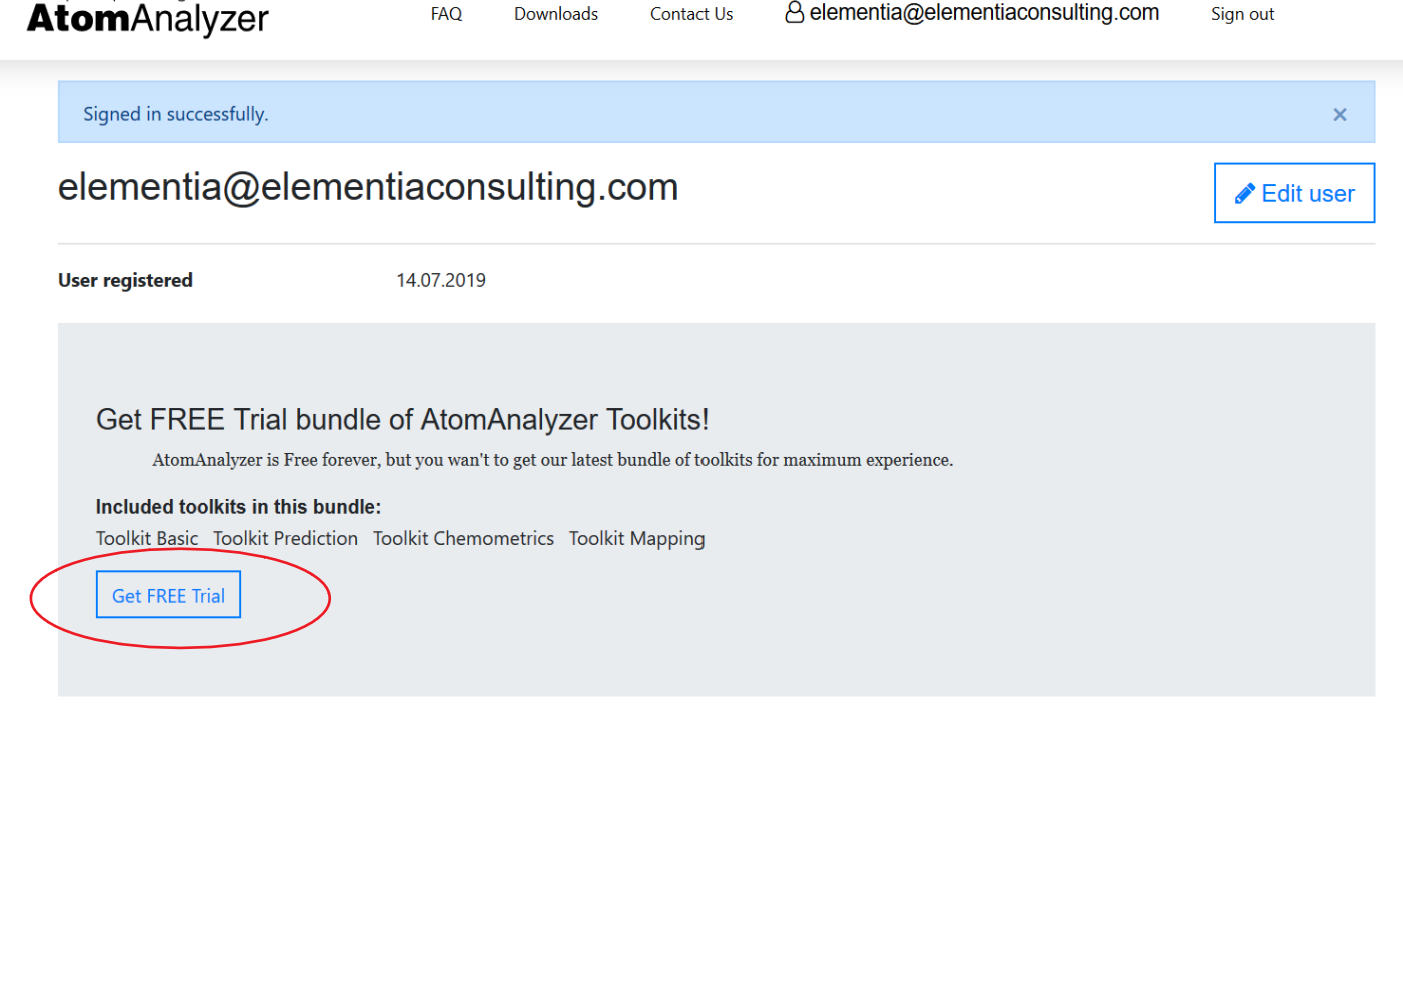 AtomAnalyzer
FAQ Downloads Contact Us elementia@elementiaconsulting.com Sign out
Signed in successfully. ×
elementia@elementiaconsulting.com
Edit user
User registered 14.07.2019
Get FREE Trial bundle of AtomAnalyzer Toolkits!
AtomAnalyzer is Free forever, but you wan't to get our latest bundle of toolkits for maximum experience.
Included toolkits in this bundle:
Toolkit Basic Toolkit Prediction Toolkit Chemometrics Toolkit Mapping
Get FREE Trial